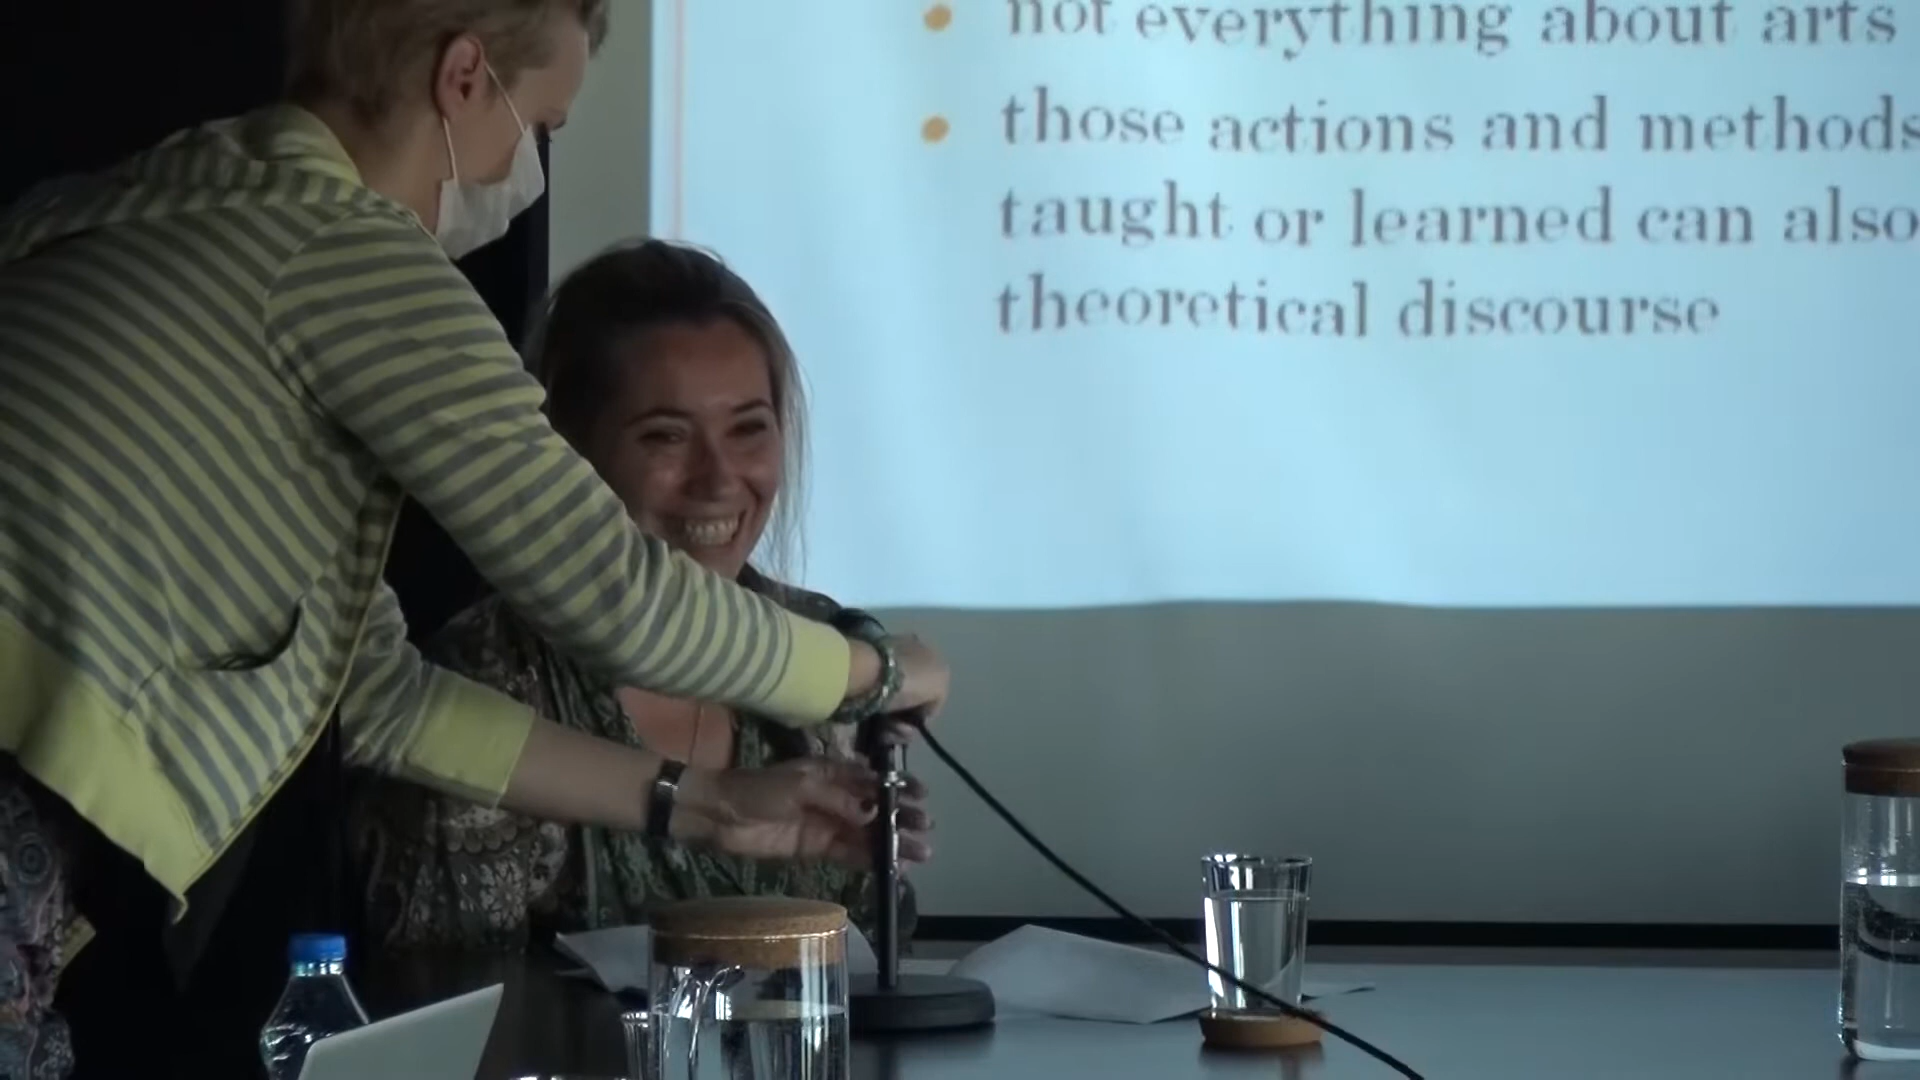 not everything about arts
those actions and methods
taught or learned can also
theoretical discourse